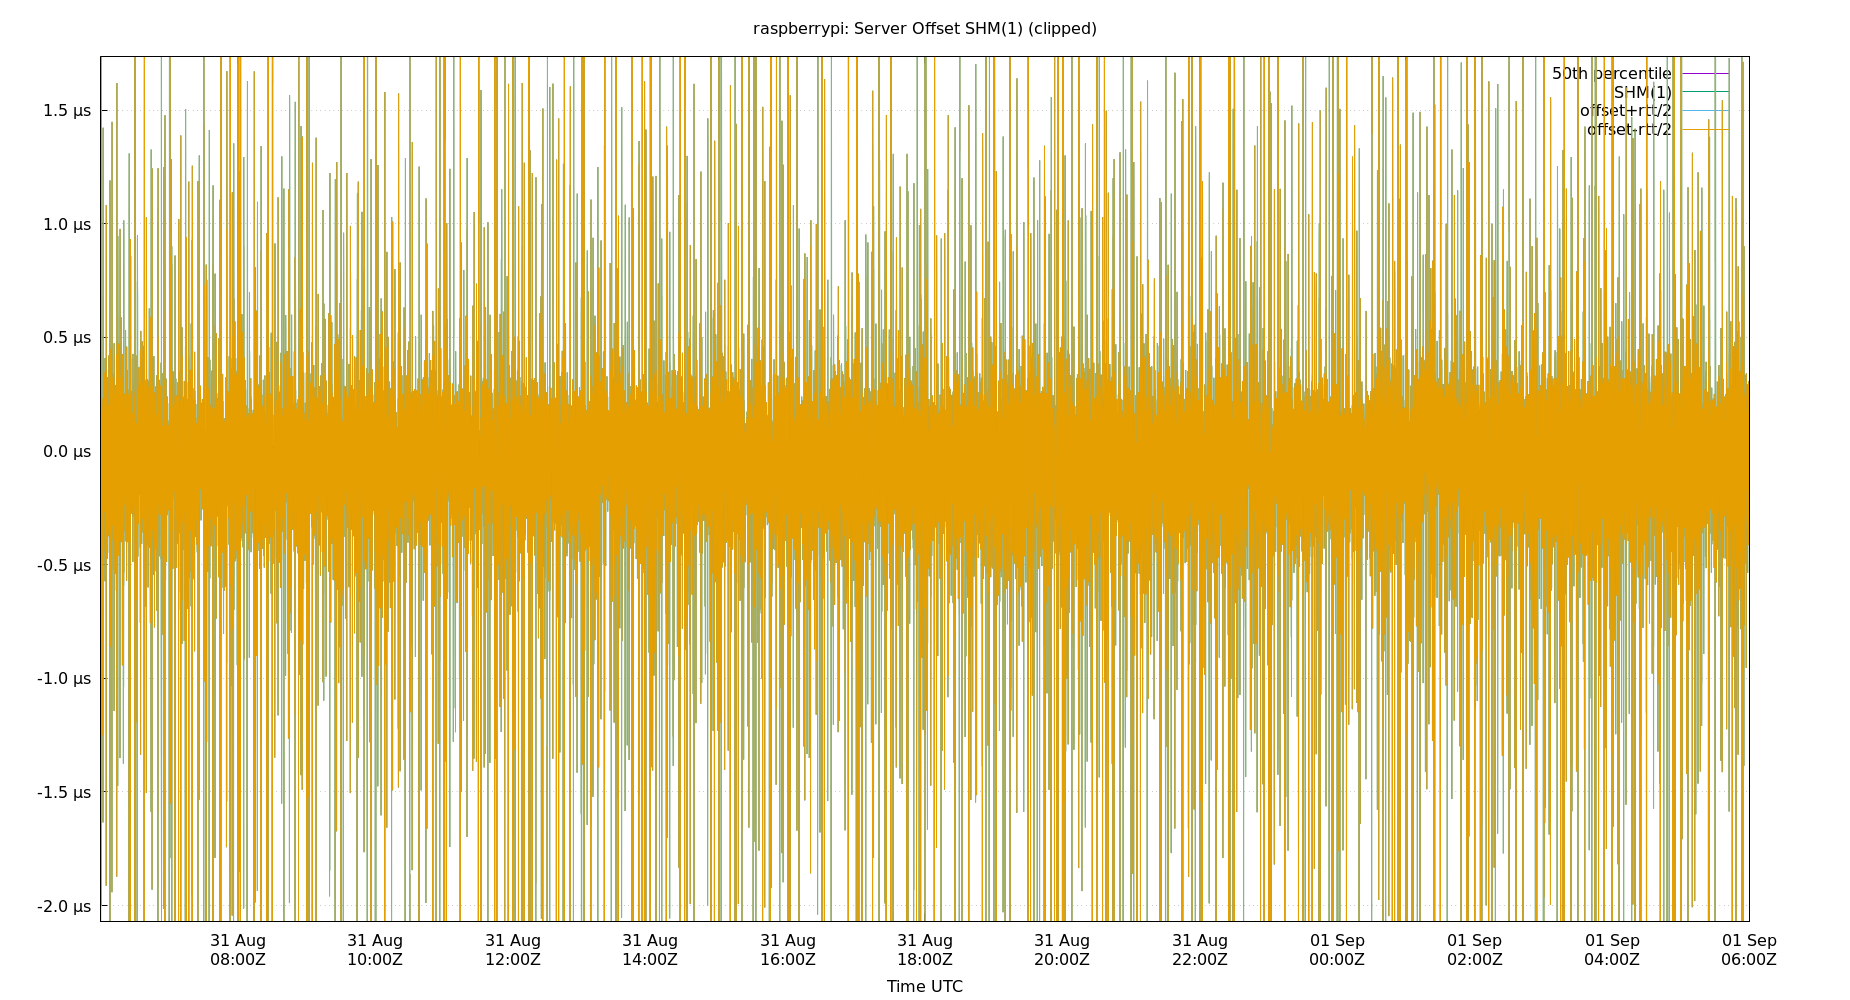 raspberrypi: Server Offset SHM(1) (clipped)
50th percentile
SHM(1)
offset+rtt/2
offset-rtt/2
1.5 µs
1.0 µs
0.5 µs
0.0 µs
-0.5 µs
-1.0 µs
-1.5 µs
-2.0 µs
31 Aug 31 Aug 31 Aug 31 Aug 31 Aug 31 Aug 31 Aug 31 Aug 01 Sep 01 Sep 01 Sep 01 Sep
08:00Z 10:00Z 12:00Z 14:00Z 16:00Z 18:00Z 20:00Z 22:00Z 00:00Z 02:00Z 04:00Z 06:00Z
Time UTC